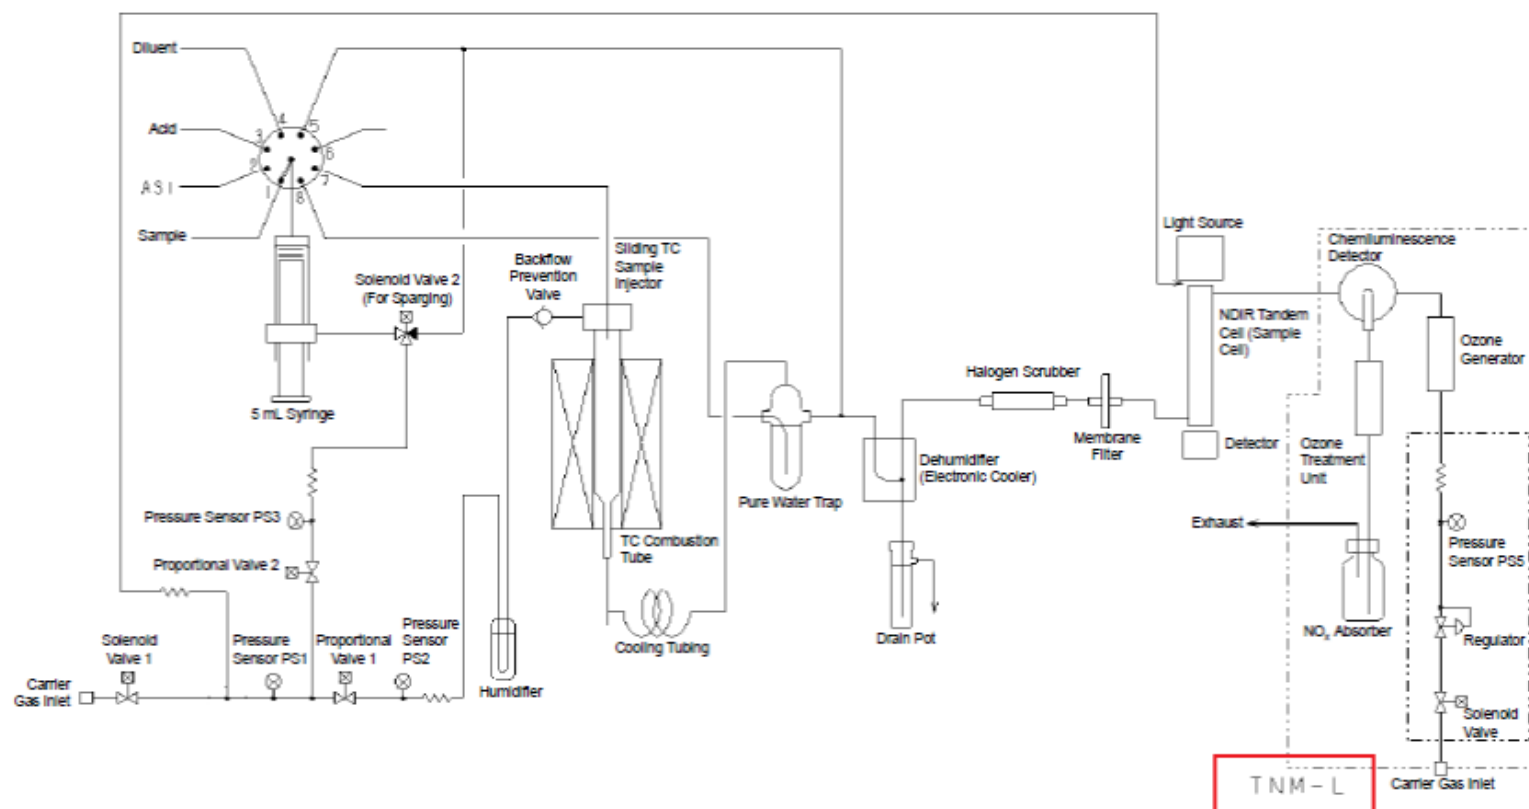 Diluent
Acid
ASI
Sample
4
3
5
2
6
1
7
8
5 mL Syringe
Solenoid Valve 2
(For Sparging)
Backflow
Prevention
Valve
Sliding TC
Sample
Injector
Light Source
Chemiluminescence
Detector
NDIR Tandem
Cell (Sample
Cell)
Ozone
Generator
Halogen Scrubber
Membrane
Filter
Detector
Ozone
Treatment
Unit
Dehumidifier
(Electronic Cooler)
Pure Water Trap
Pressure Sensor PS3
Proportional Valve 2
TC Combustion
Tube
Exhaust
Pressure
Sensor PS5
Solenoid
Valve 1
Pressure
Sensor PS1
Proportional
Valve 1
Pressure
Sensor
PS2
Cooling Tubing
Drain Pot
NOx Absorber
Regulator
Carrier
Gas Inlet
Humidifier
Solenoid
Valve
TNM-L
Carrier Gas Inlet